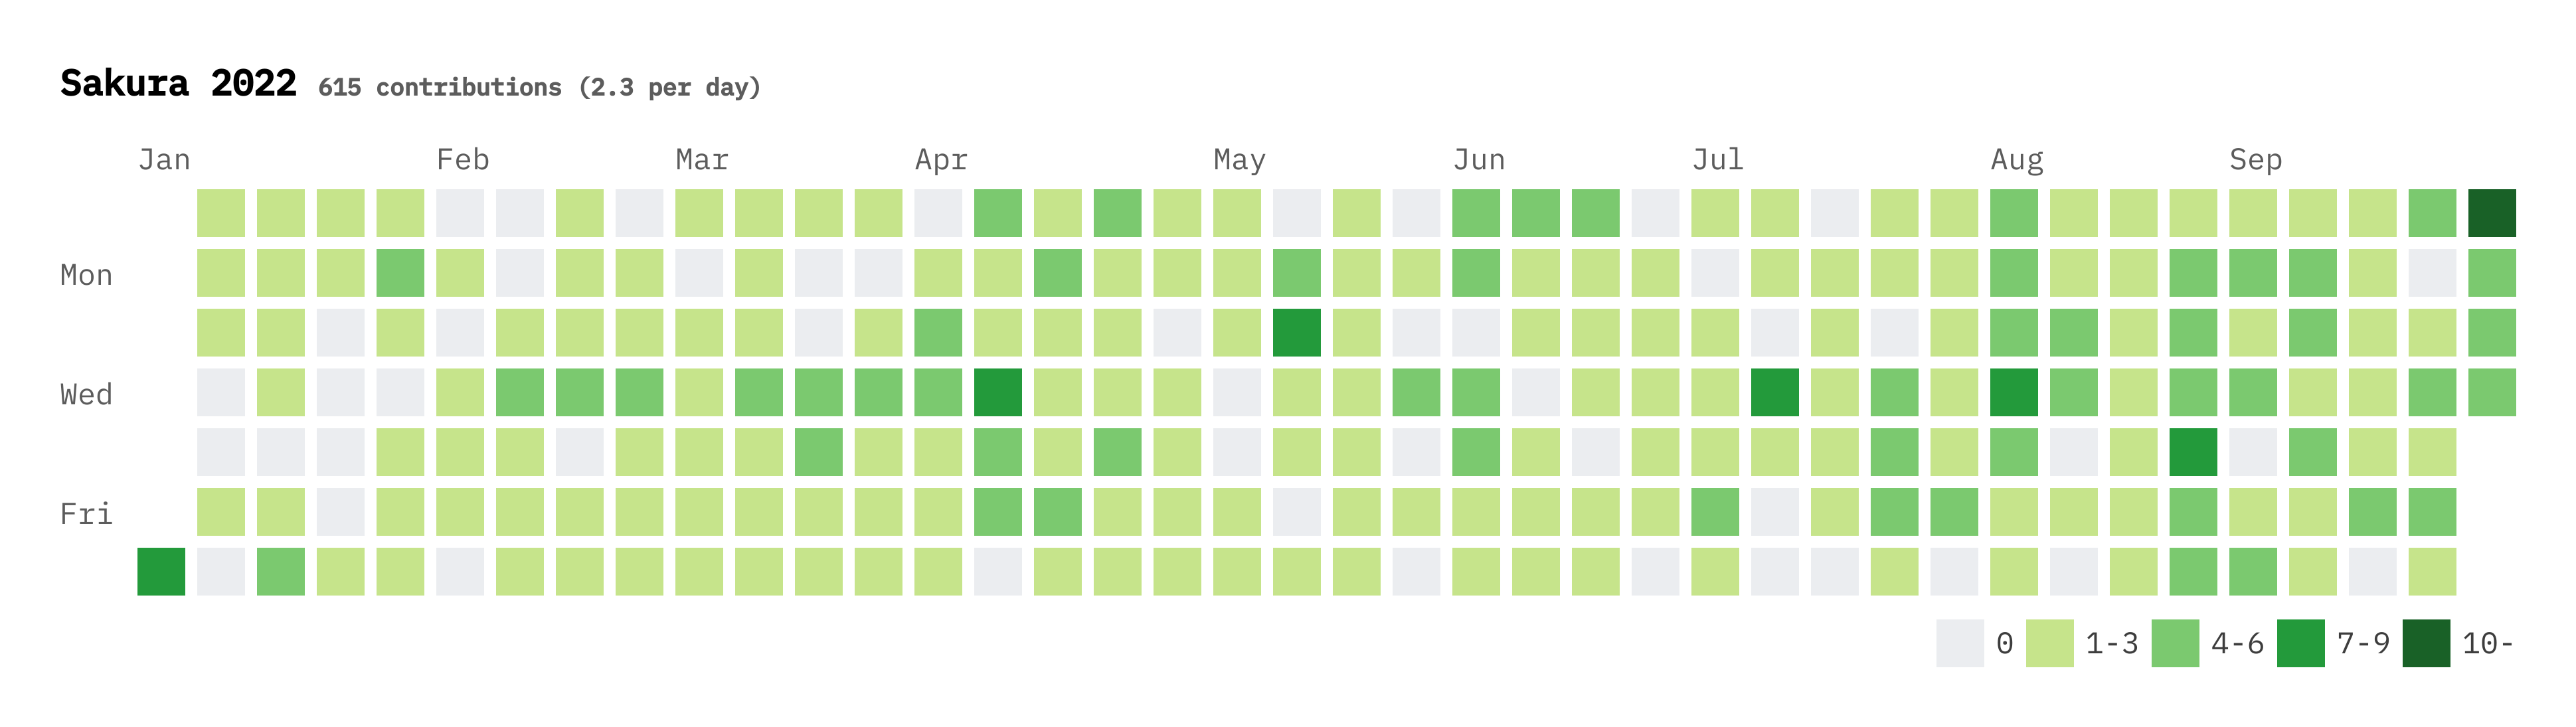 Sakura 2022 615 contributions (2.3 per day)
Jan Feb Mar Apr May Jun Jul Aug Sep
Mon
Wed
Fri
0 1-3 4-6 7-9 10-